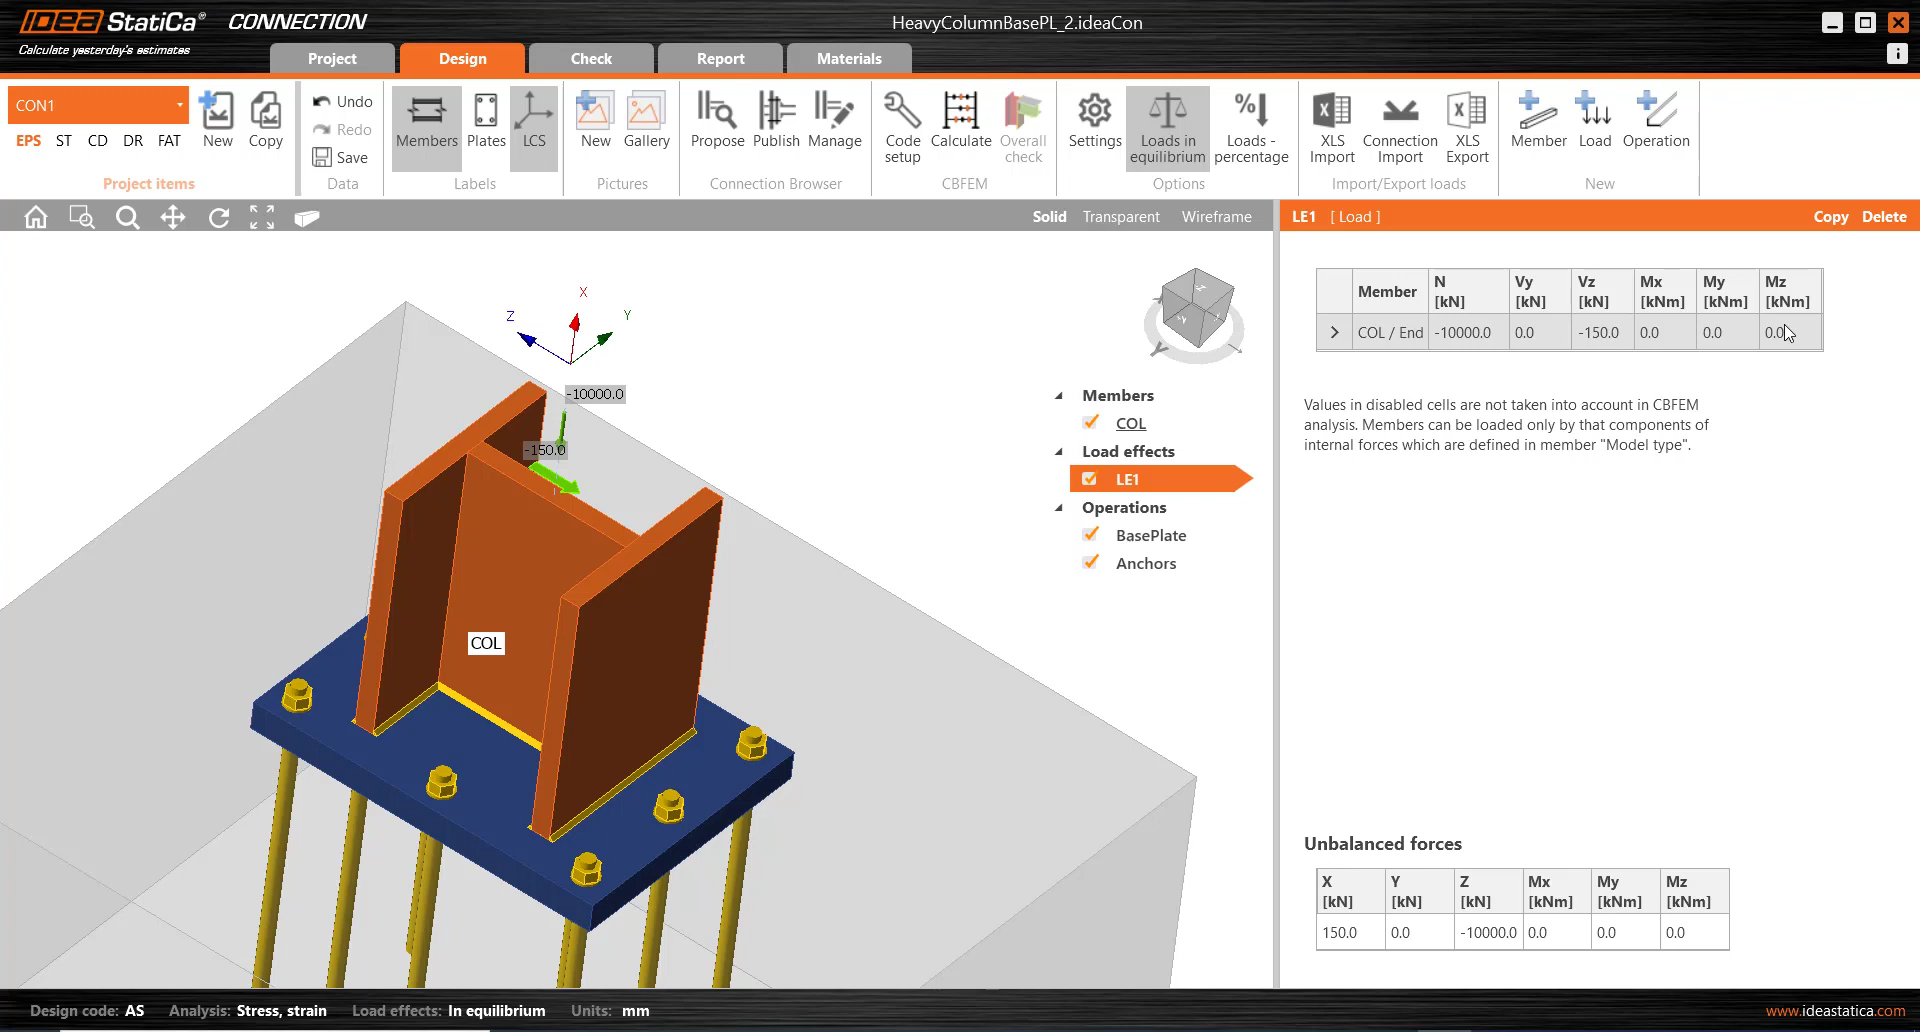 IDEA StatiCa® CONNECTION
Calculate yesterday's estimates
HeavyColumnBasePL_2.ideaCon
Project Design Check Report Materials
CON1
EPS ST CD DR FAT
New Copy
Project items
Undo
Redo
Save
Data
Members Plates LCS
Labels
New Gallery
Pictures
Propose Publish Manage
Connection Browser
Code setup Calculate Overall check
CBFEM
Settings Loads in equilibrium Loads - percentage
Options
XLS Import Connection Import XLS Export
Import/Export loads
Member Load Operation
New
Solid Transparent Wireframe
LE1 [ Load ] Copy Delete
X
Y
Z
-10000.0
-150.0
COL
Members
COL
Load effects
LE1
Operations
BasePlate
Anchors
Member N [kN] Vy [kN] Vz [kN] Mx [kNm] My [kNm] Mz [kNm]
COL / End -10000.0 0.0 -150.0 0.0 0.0 0.0
Values in disabled cells are not taken into account in CBFEM
analysis. Members can be loaded only by that components of
internal forces which are defined in member "Model type".
Unbalanced forces
X [kN] Y [kN] Z [kN] Mx [kNm] My [kNm] Mz [kNm]
150.0 0.0 -10000.0 0.0 0.0 0.0
Design code: AS Analysis: Stress, strain Load effects: In equilibrium Units: mm
www.ideastatica.com